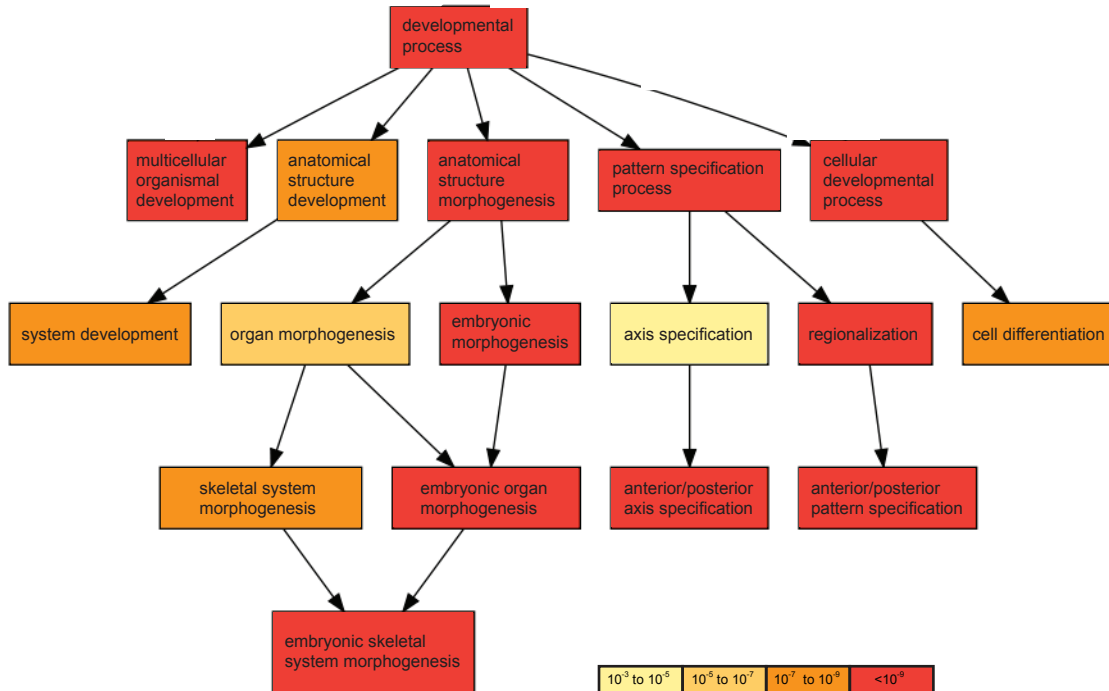 developmental
process
multicellular
organismal
development
anatomical
structure
development
anatomical
structure
morphogenesis
pattern specification
process
cellular
developmental
process
system development
organ morphogenesis
embryonic
morphogenesis
axis specification
regionalization
cell differentiation
skeletal system
morphogenesis
embryonic organ
morphogenesis
anterior/posterior
axis specification
anterior/posterior
pattern specification
embryonic skeletal
system morphogenesis
10⁻³ to 10⁻⁵
10⁻⁵ to 10⁻⁷
10⁻⁷ to 10⁻⁹
<10⁻⁹